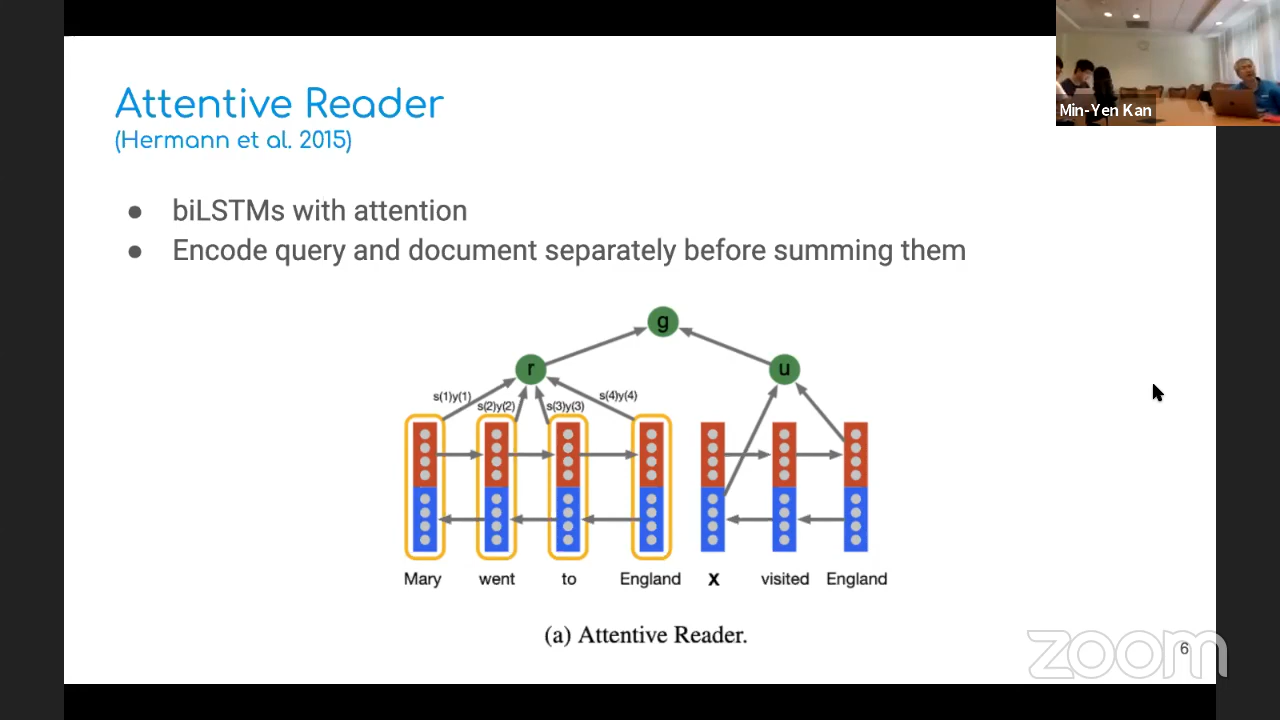 Attentive Reader
(Hermann et al. 2015)
● biLSTMs with attention
● Encode query and document separately before summing them
g
r
u
s(1)y(1)
s(2)y(2)
s(3)y(3)
s(4)y(4)
Mary went to England X visited England
(a) Attentive Reader.
Min-Yen Kan
zoom
6